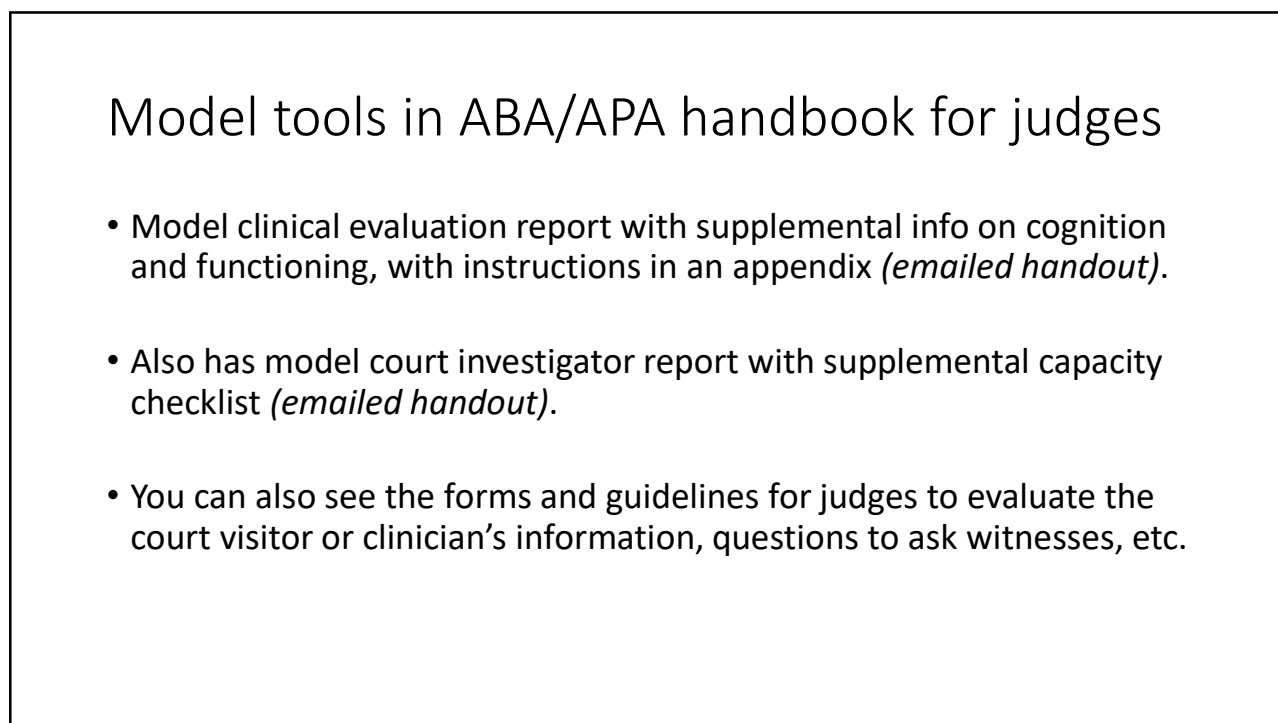 Model tools in ABA/APA handbook for judges
• Model clinical evaluation report with supplemental info on cognition
and functioning, with instructions in an appendix (emailed handout).
• Also has model court investigator report with supplemental capacity
checklist (emailed handout).
• You can also see the forms and guidelines for judges to evaluate the
court visitor or clinician’s information, questions to ask witnesses, etc.